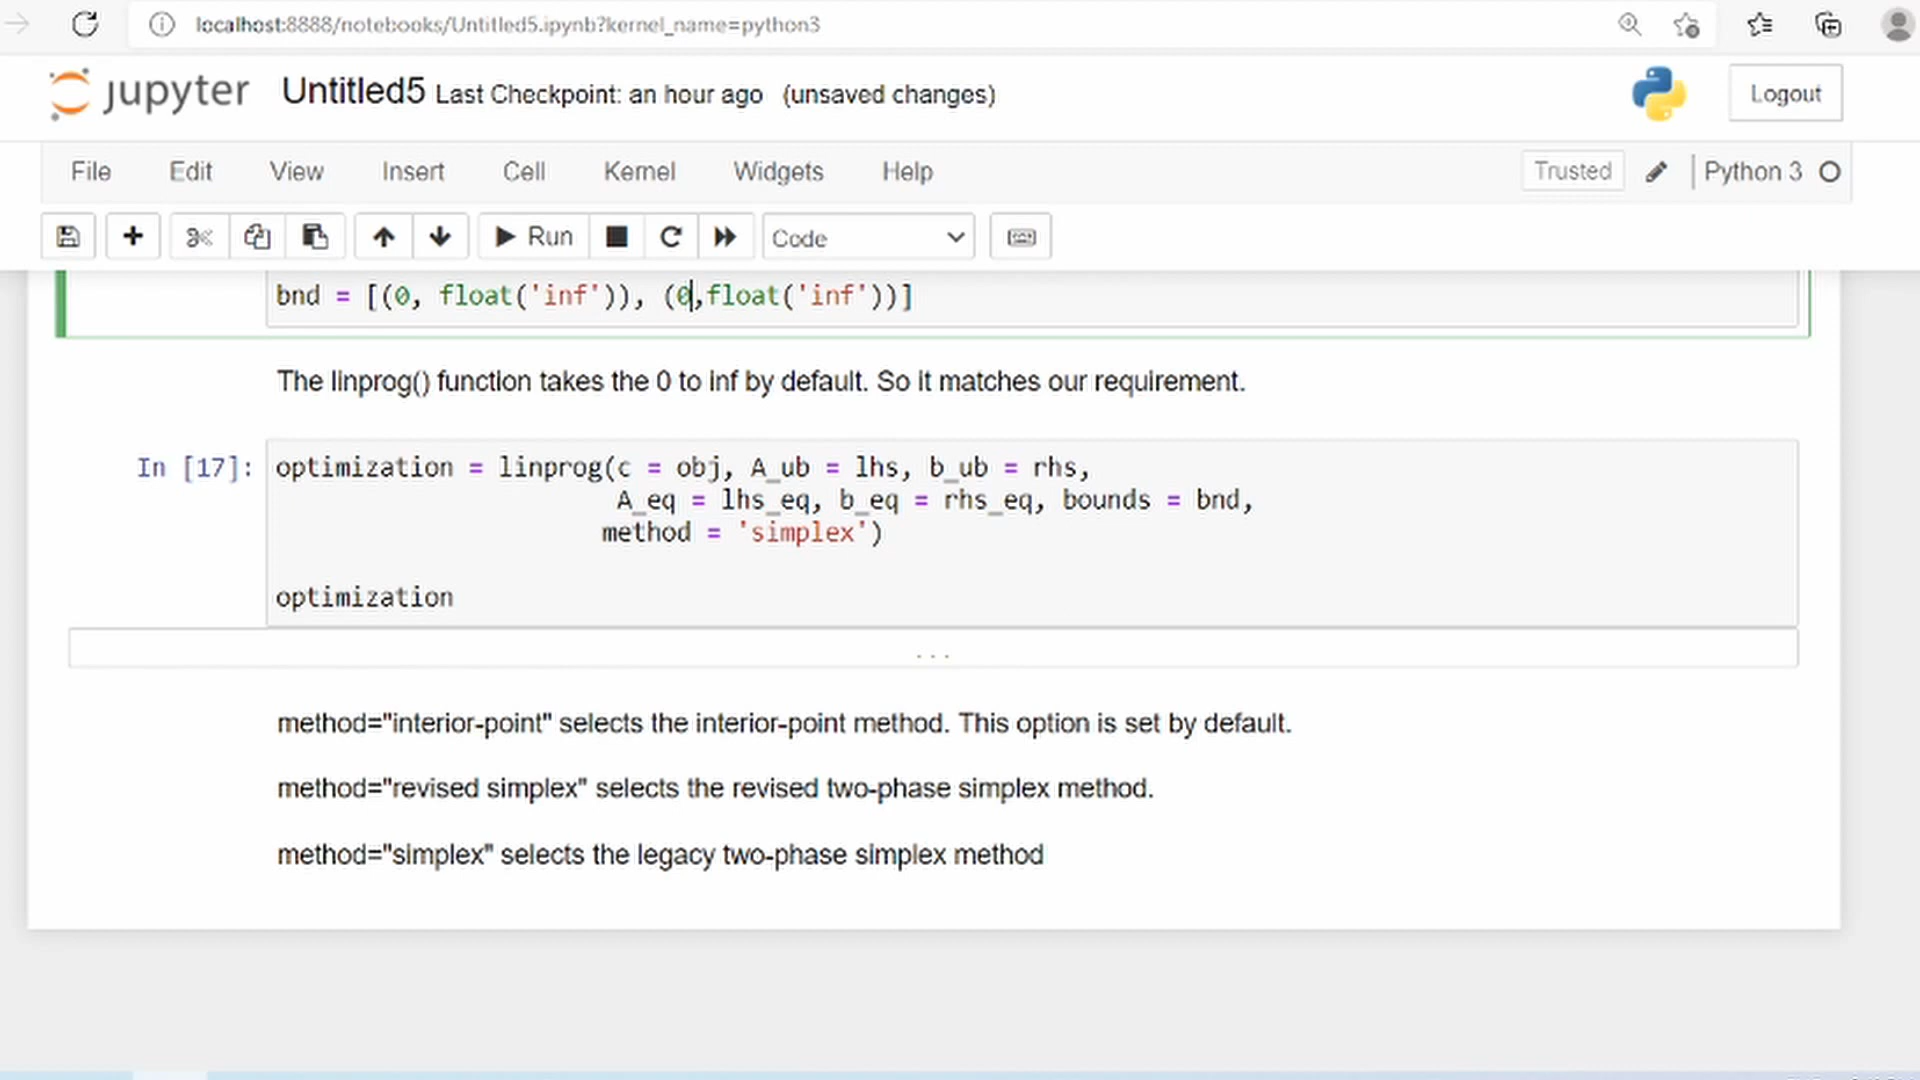 localhost:8888/notebooks/Untitled5.ipynb?kernel_name=python3
jupyter Untitled5 Last Checkpoint: an hour ago (unsaved changes) Logout
File Edit View Insert Cell Kernel Widgets Help Trusted Python 3
Run Code
bnd = [(0, float('inf')), (0,float('inf'))]
The linprog() function takes the 0 to inf by default. So it matches our requirement.
In [17]: optimization = linprog(c = obj, A_ub = lhs, b_ub = rhs,
A_eq = lhs_eq, b_eq = rhs_eq, bounds = bnd,
method = 'simplex')
optimization
...
method="interior-point" selects the interior-point method. This option is set by default.
method="revised simplex" selects the revised two-phase simplex method.
method="simplex" selects the legacy two-phase simplex method